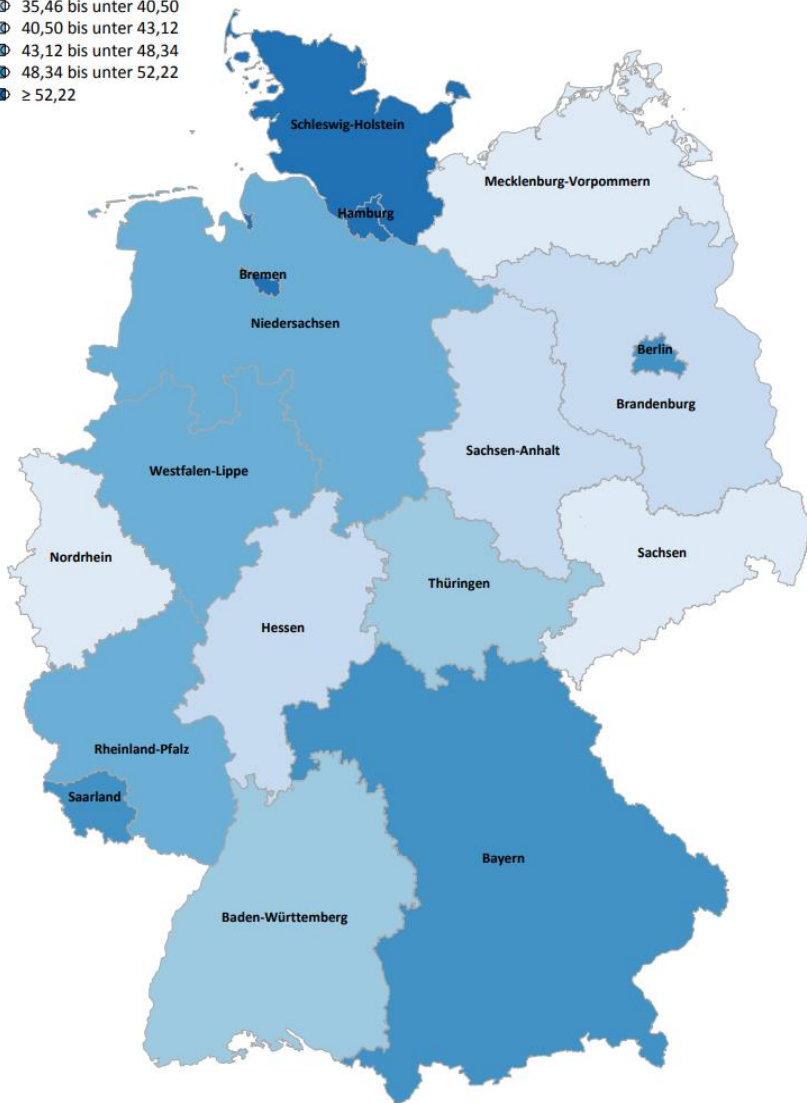 35,46 bis unter 40,50
40,50 bis unter 43,12
43,12 bis unter 48,34
48,34 bis unter 52,22
≥ 52,22
Schleswig-Holstein
Mecklenburg-Vorpommern
Hamburg
Bremen
Niedersachsen
Berlin
Brandenburg
Sachsen-Anhalt
Westfalen-Lippe
Nordrhein
Sachsen
Thüringen
Hessen
Rheinland-Pfalz
Saarland
Bayern
Baden-Württemberg